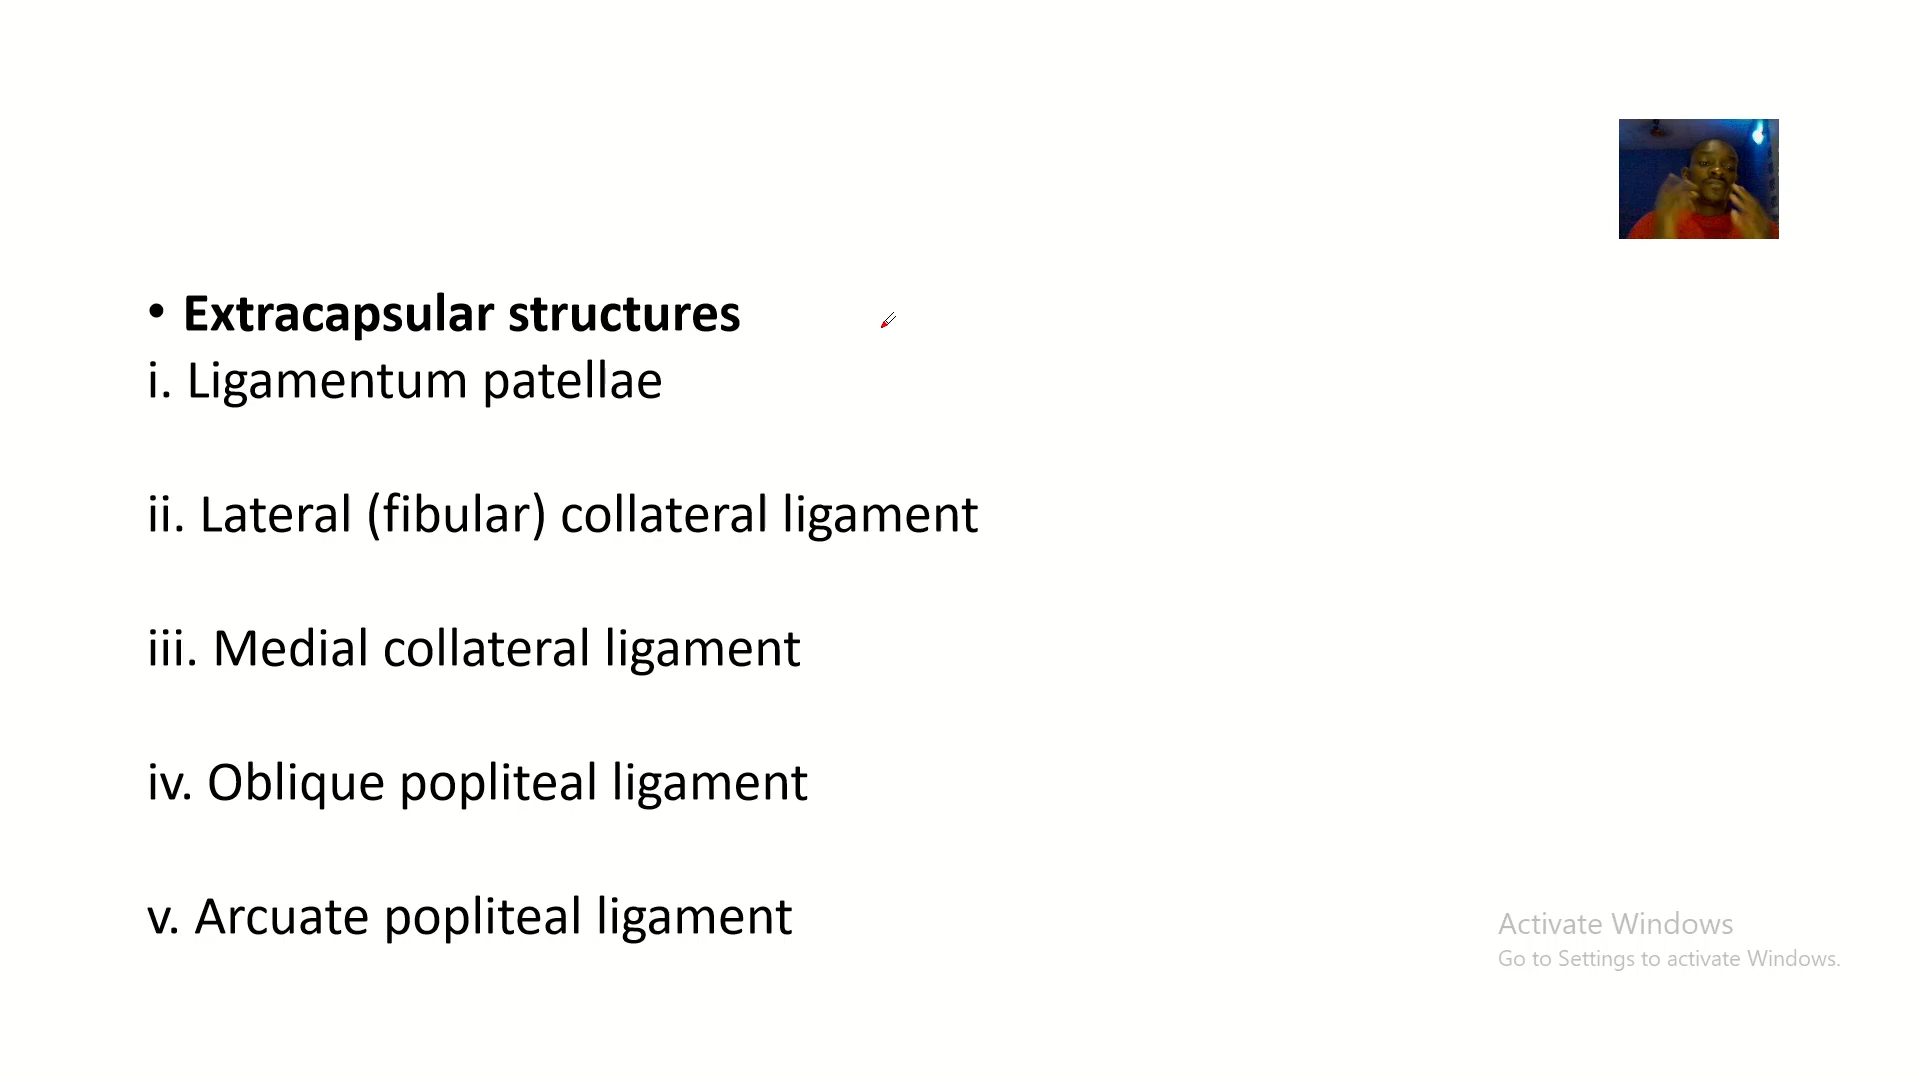 • Extracapsular structures
i. Ligamentum patellae
ii. Lateral (fibular) collateral ligament
iii. Medial collateral ligament
iv. Oblique popliteal ligament
v. Arcuate popliteal ligament
Activate Windows
Go to Settings to activate Windows.